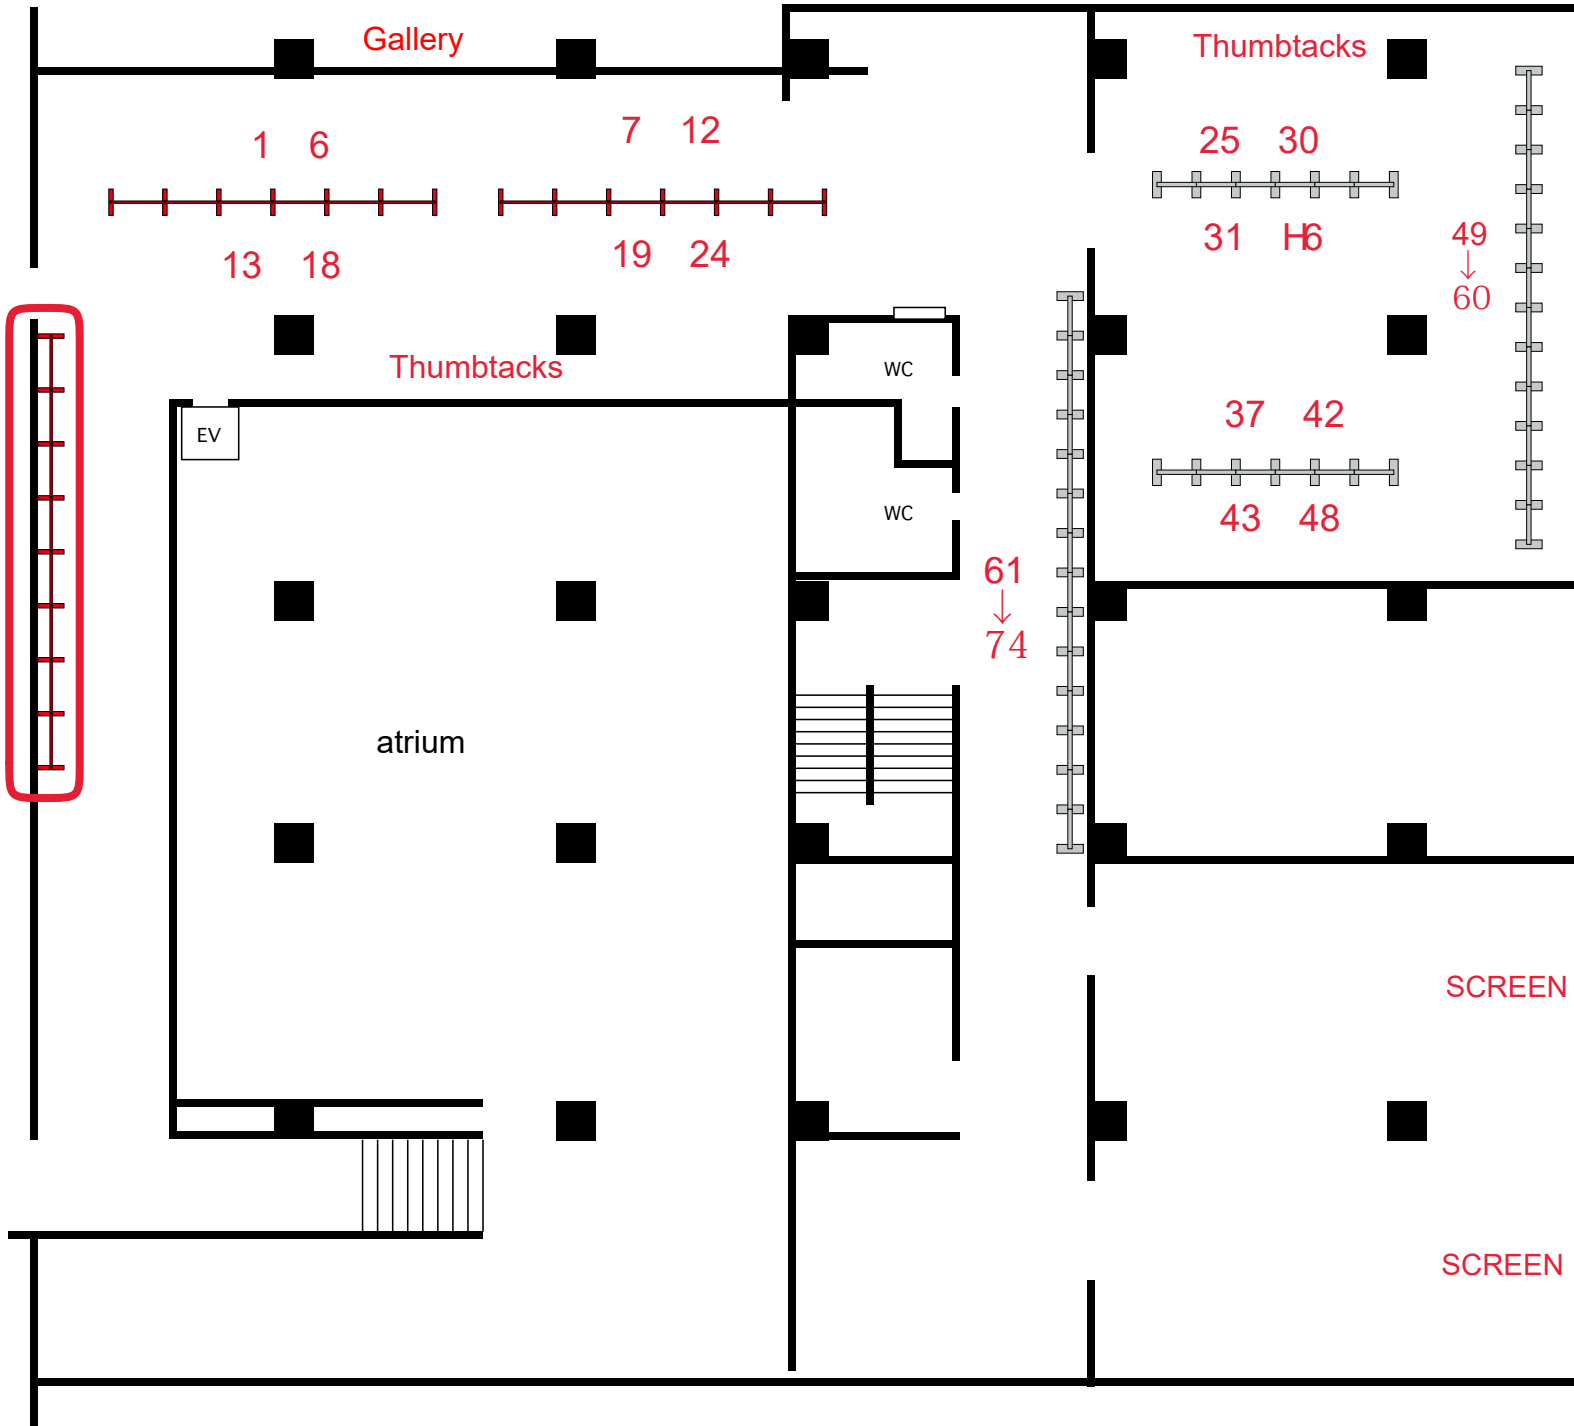 Gallery
Thumbtacks
1 6
7 12
25 30
13 18
19 24
31 H6
49
↓
60
Thumbtacks
WC
EV
37 42
WC
43 48
61
↓
74
atrium
SCREEN
SCREEN